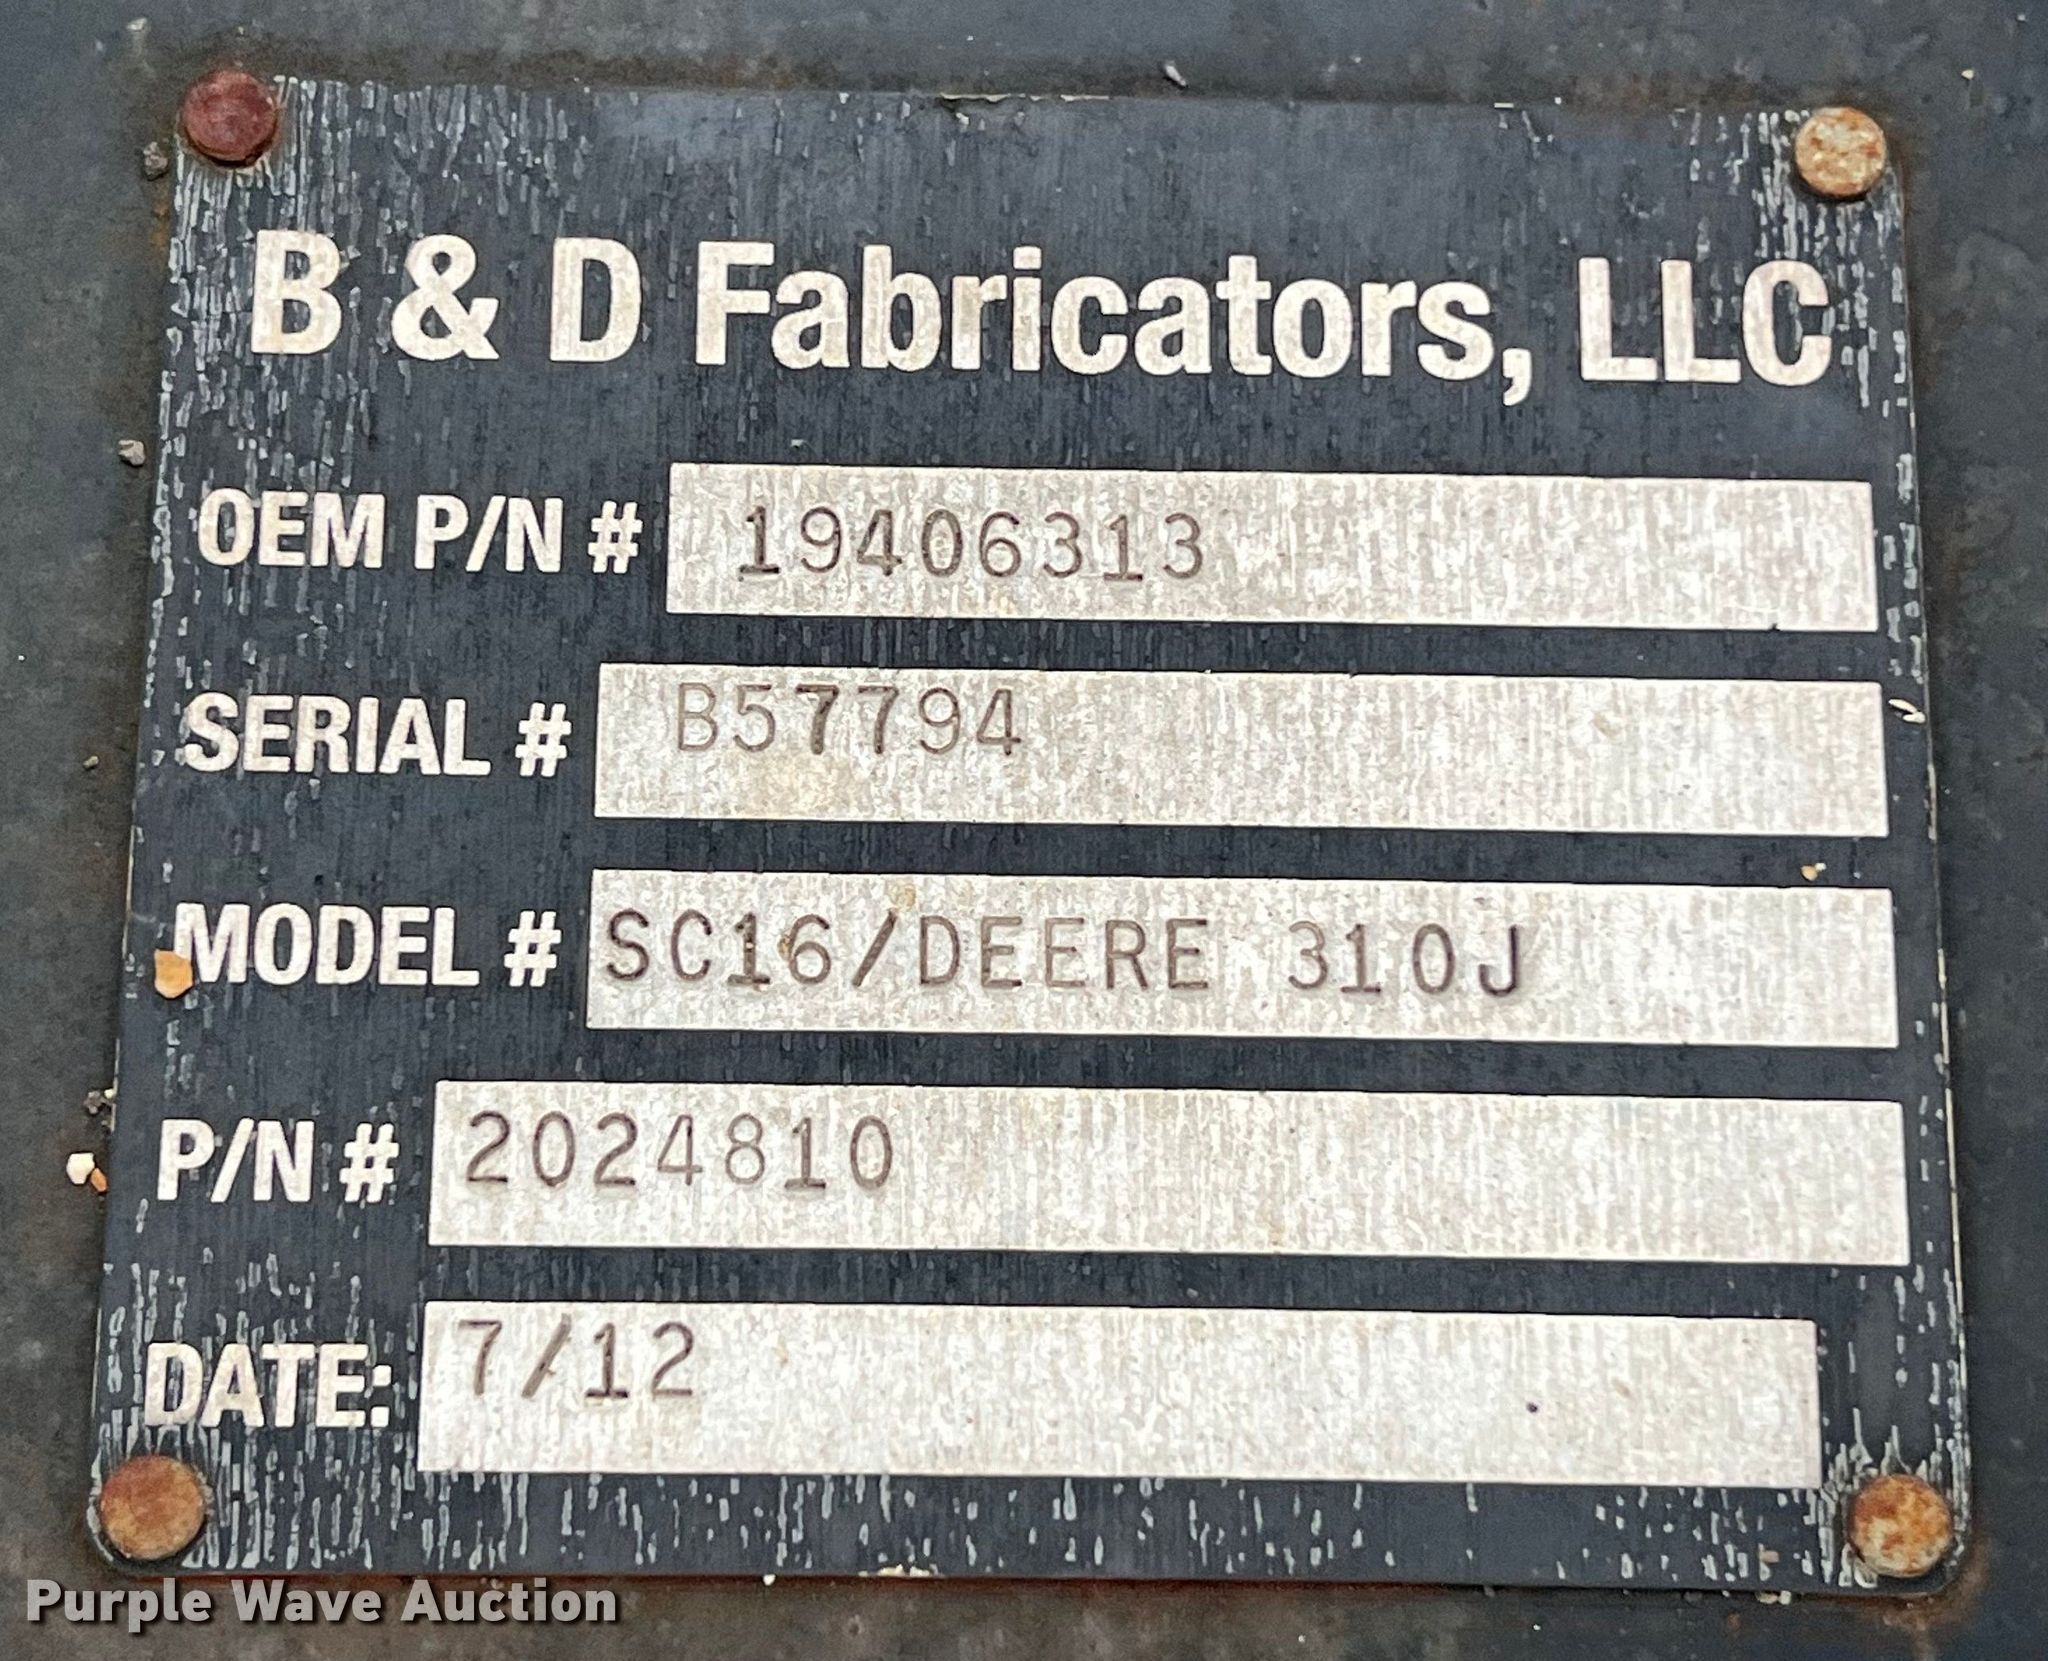 B & D Fabricators, LLC
OEM P/N # 19406313
SERIAL # B57794
MODEL # SC16/DEERE 310J
P/N # 2024810
DATE: 7/12
Purple Wave Auction